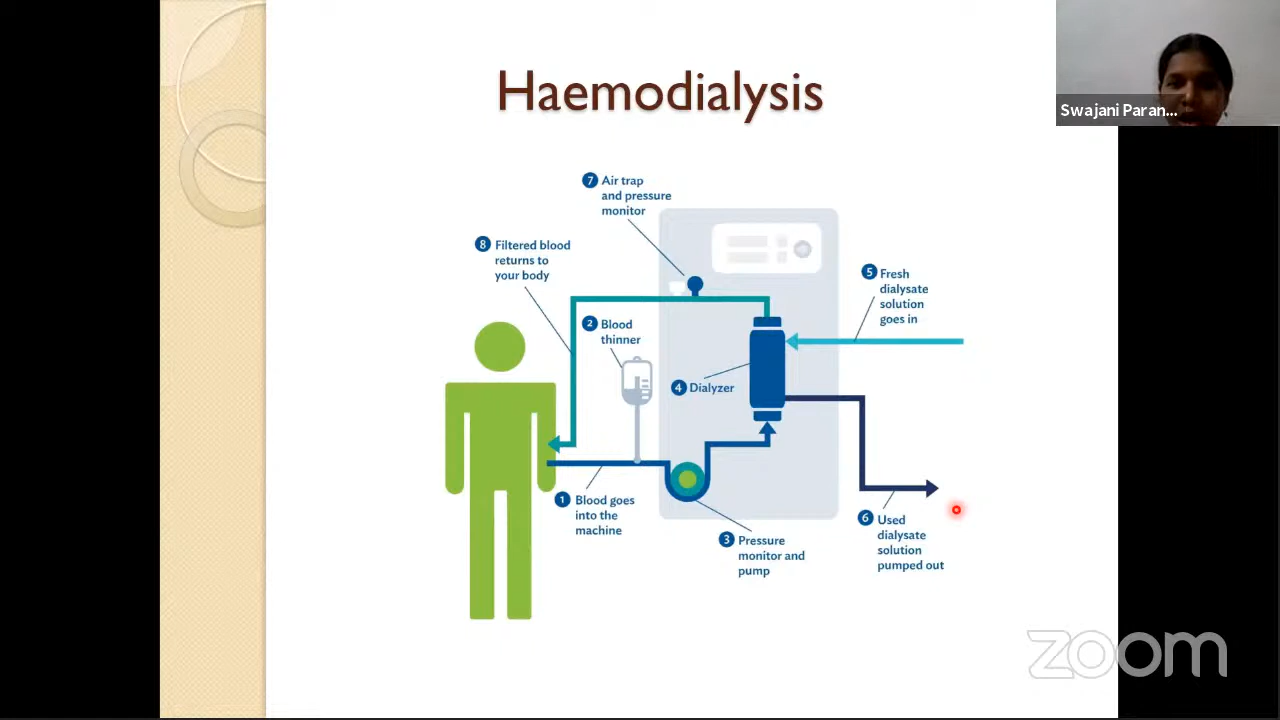 Haemodialysis
Swajani Paran...
7 Air trap
and pressure
monitor
8 Filtered blood
returns to
your body
5 Fresh
dialysate
solution
goes in
2 Blood
thinner
4 Dialyzer
1 Blood goes
into the
machine
3 Pressure
monitor and
pump
6 Used
dialysate
solution
pumped out
zoom